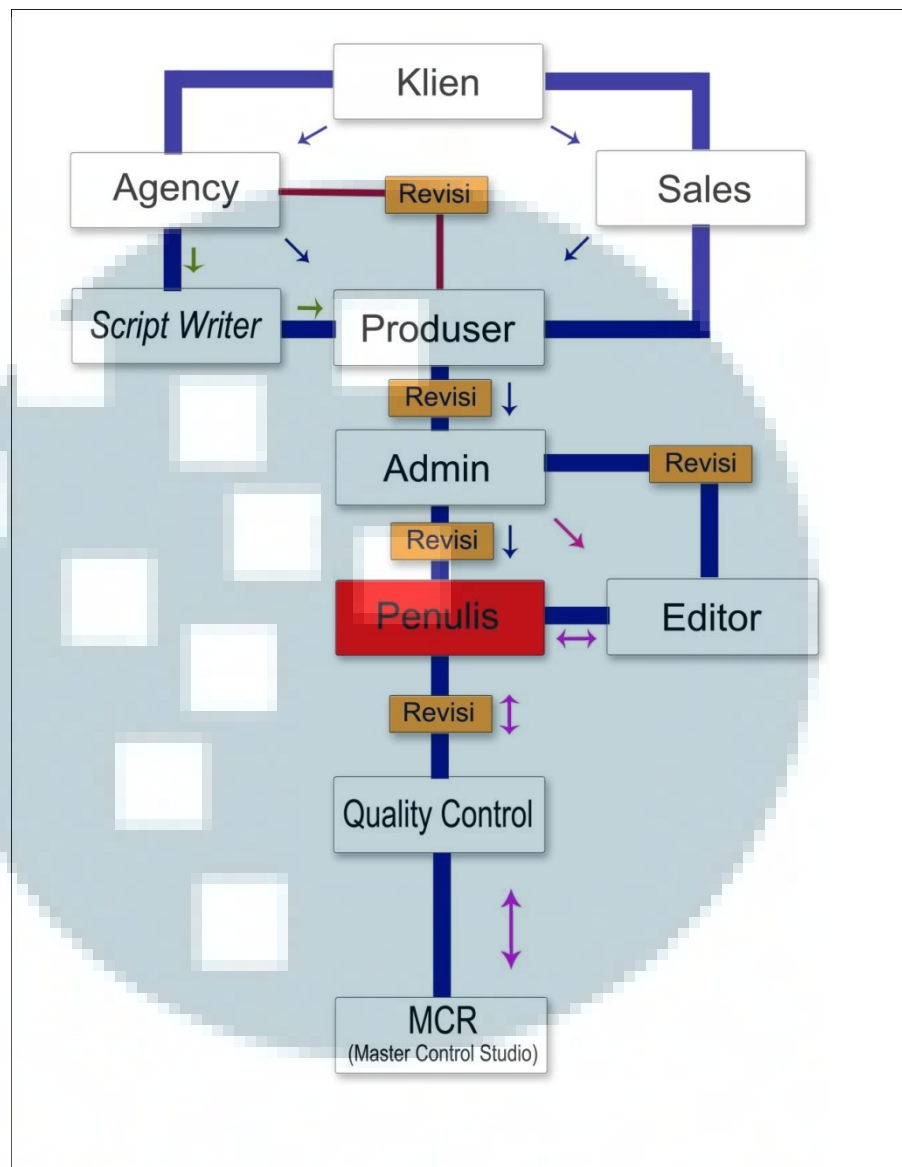 Klien
Agency
Revisi
Sales
Script Writer
Produser
Revisi
Admin
Revisi
Revisi
Penulis
Editor
Revisi
Quality Control
MCR
(Master Control Studio)